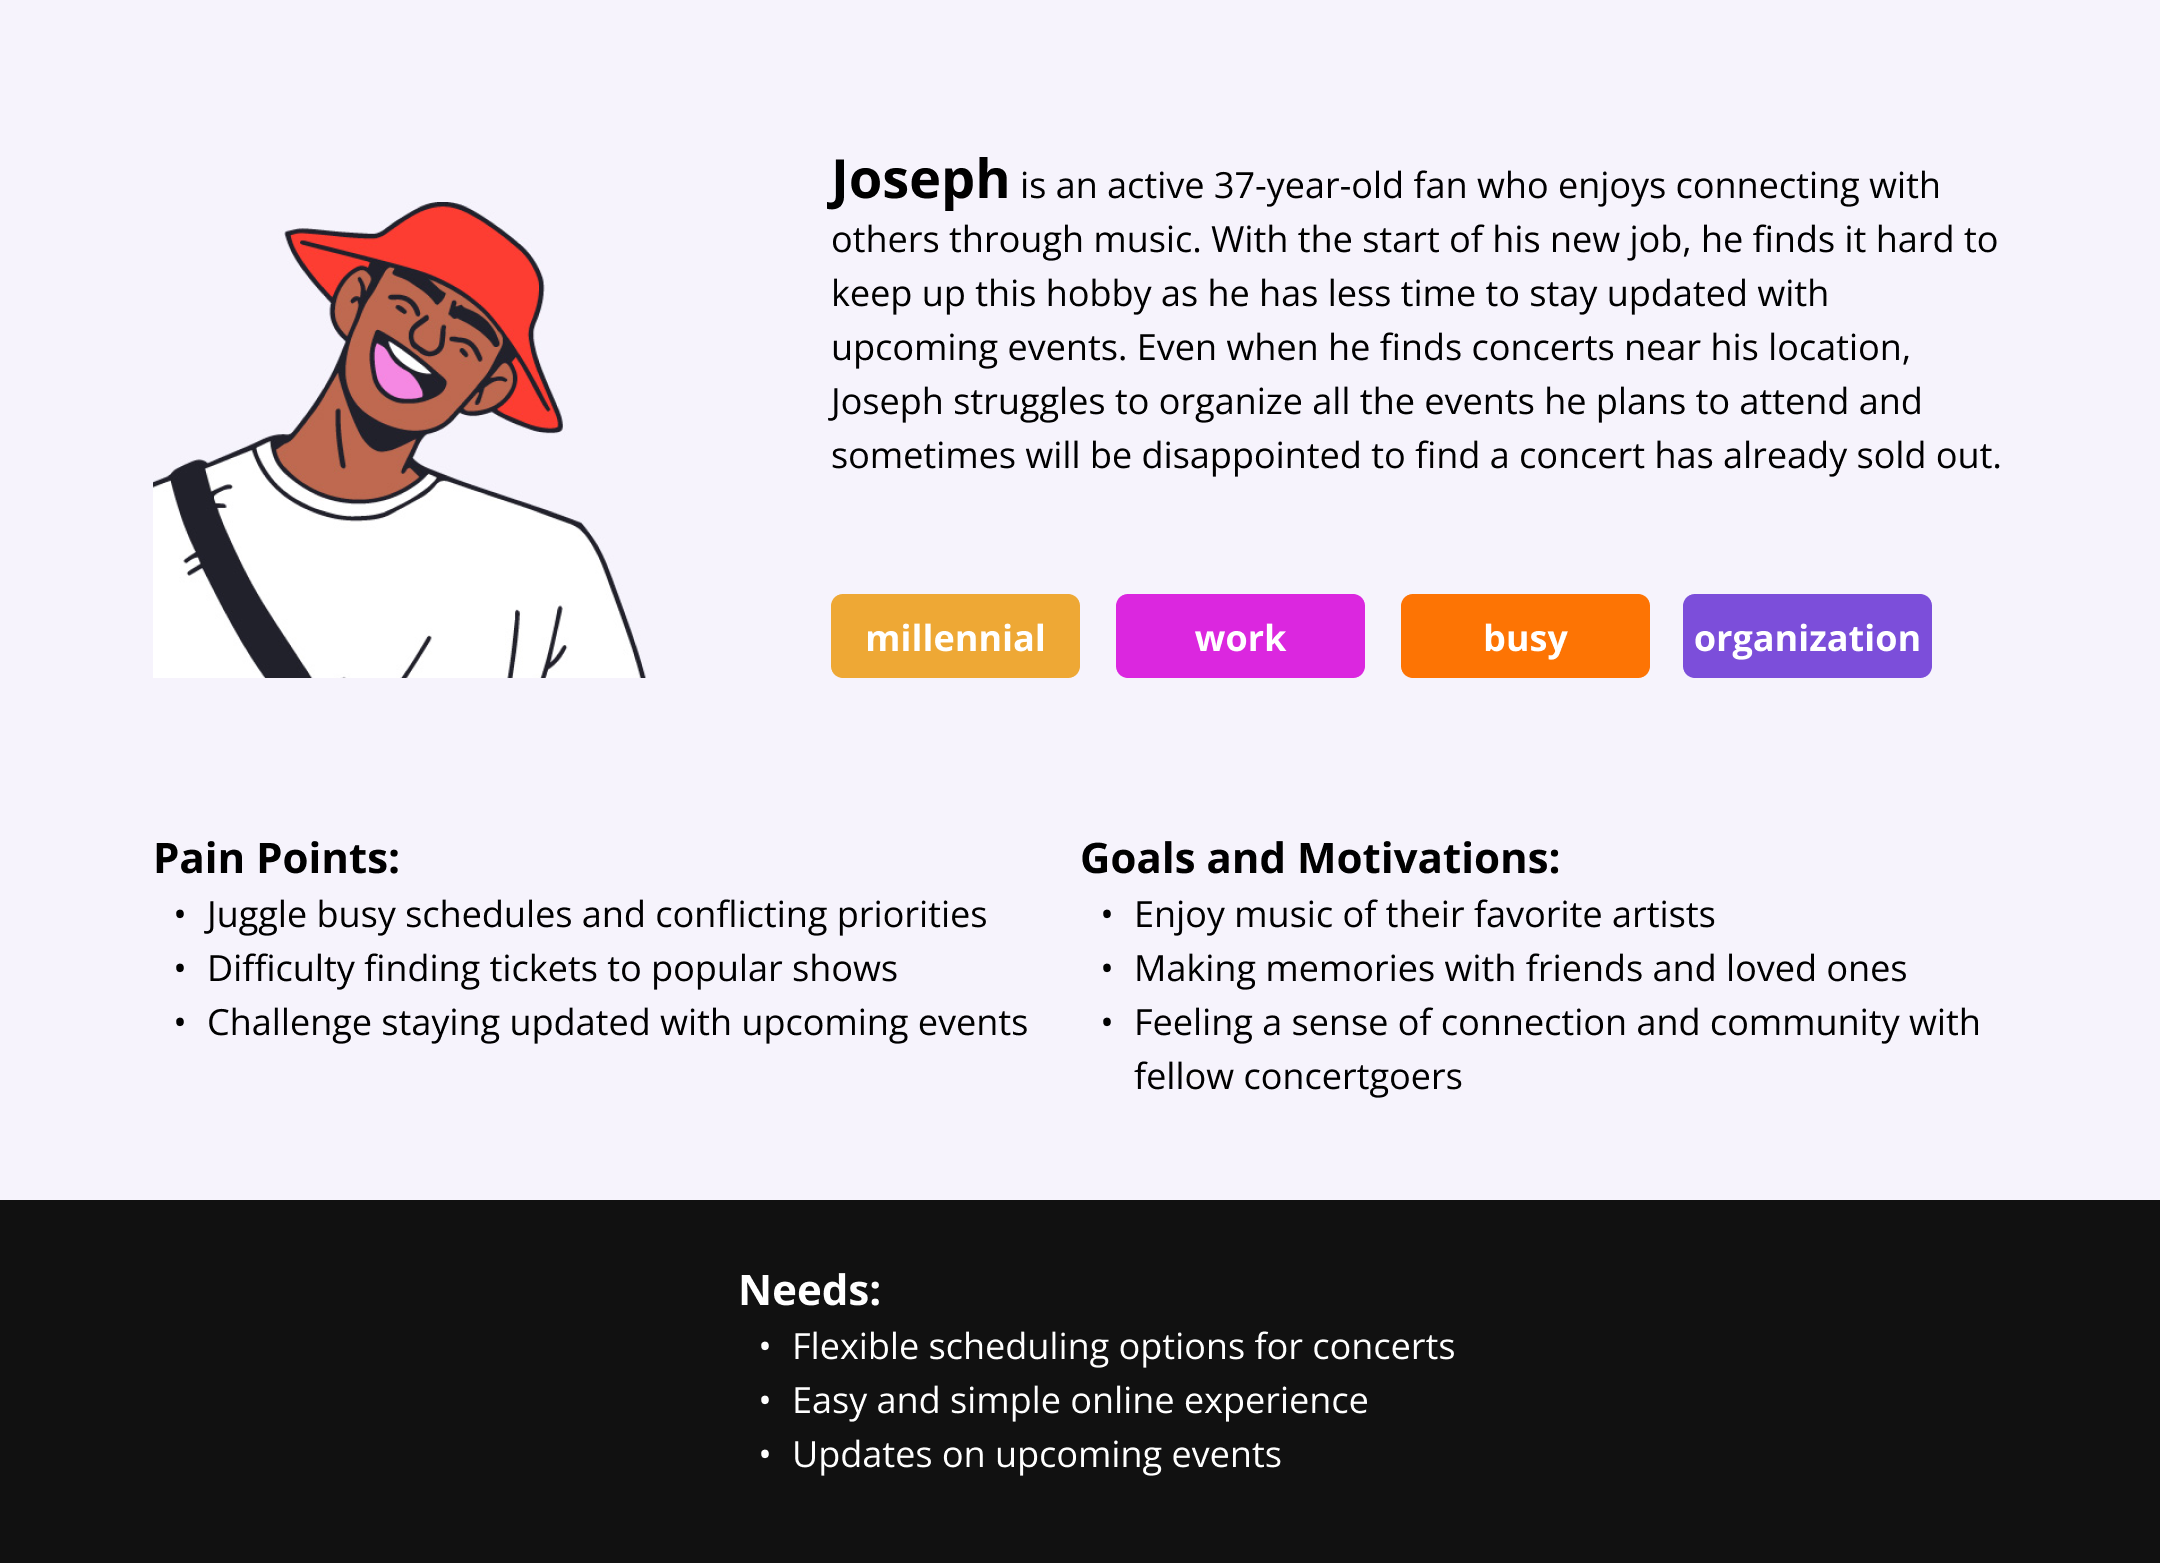 Joseph is an active 37-year-old fan who enjoys connecting with
others through music. With the start of his new job, he finds it hard to
keep up this hobby as he has less time to stay updated with
upcoming events. Even when he finds concerts near his location,
Joseph struggles to organize all the events he plans to attend and
sometimes will be disappointed to find a concert has already sold out.
millennial
work
busy
organization
Pain Points:
• Juggle busy schedules and conflicting priorities
• Difficulty finding tickets to popular shows
• Challenge staying updated with upcoming events
Goals and Motivations:
• Enjoy music of their favorite artists
• Making memories with friends and loved ones
• Feeling a sense of connection and community with
fellow concertgoers
Needs:
• Flexible scheduling options for concerts
• Easy and simple online experience
• Updates on upcoming events